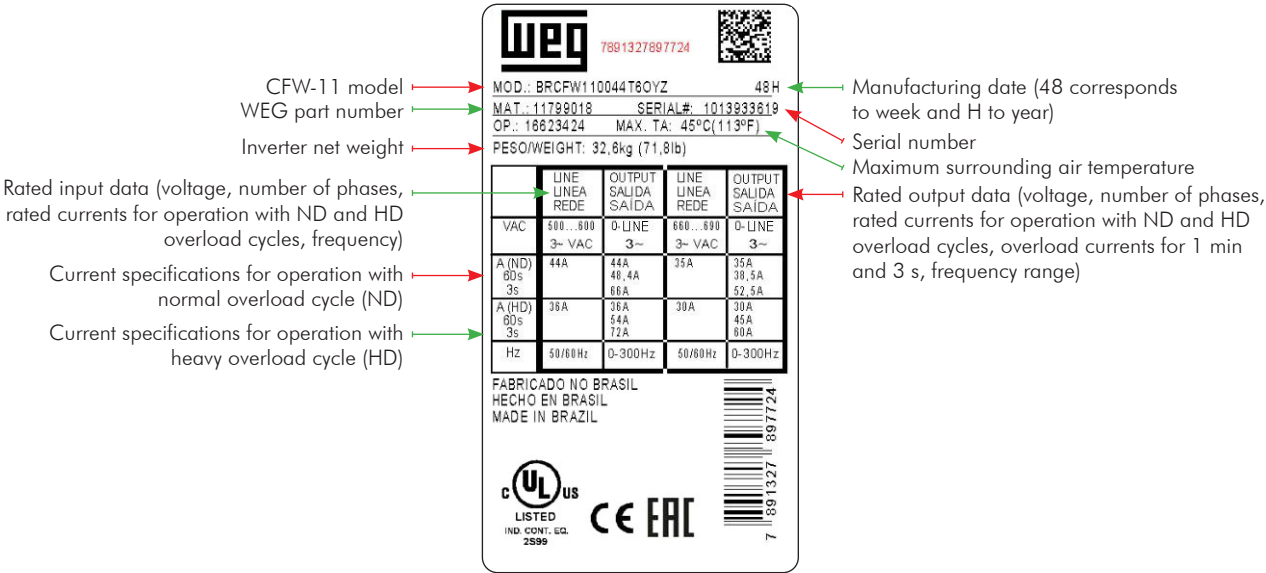 WEG
7891327897724
CFW-11 model
WEG part number
Inverter net weight
Rated input data (voltage, number of phases,
rated currents for operation with ND and HD
overload cycles, frequency)
Current specifications for operation with
normal overload cycle (ND)
Current specifications for operation with
heavy overload cycle (HD)
MOD.: BRCFW110044T6OYZ 48H
MAT.: 11799018 SERIAL#: 1013933619
OP.: 16623424 MAX. TA: 45ºC(113ºF)
PESO/WEIGHT: 32,6kg (71,8lb)
LINE LINEA REDE
OUTPUT SALIDA SAÍDA
LINE LINEA REDE
OUTPUT SALIDA SAÍDA
VAC 500...600 3~ VAC 0-LINE 3~ 660...690 3~ VAC 0-LINE 3~
A (ND) 44A 44A 35A 35A
60s 48,4A 38,5A
3s 66A 52,5A
A (HD) 36A 36A 30A 30A
60s 54A 45A
3s 72A 60A
Hz 50/60Hz 0-300Hz 50/60Hz 0-300Hz
FABRICADO NO BRASIL
HECHO EN BRASIL
MADE IN BRAZIL
C UL US
LISTED
IND. CONT. EQ.
2S99
CE EAC
7 891327 897724
Manufacturing date (48 corresponds
to week and H to year)
Serial number
Maximum surrounding air temperature
Rated output data (voltage, number of phases,
rated currents for operation with ND and HD
overload cycles, overload currents for 1 min
and 3 s, frequency range)